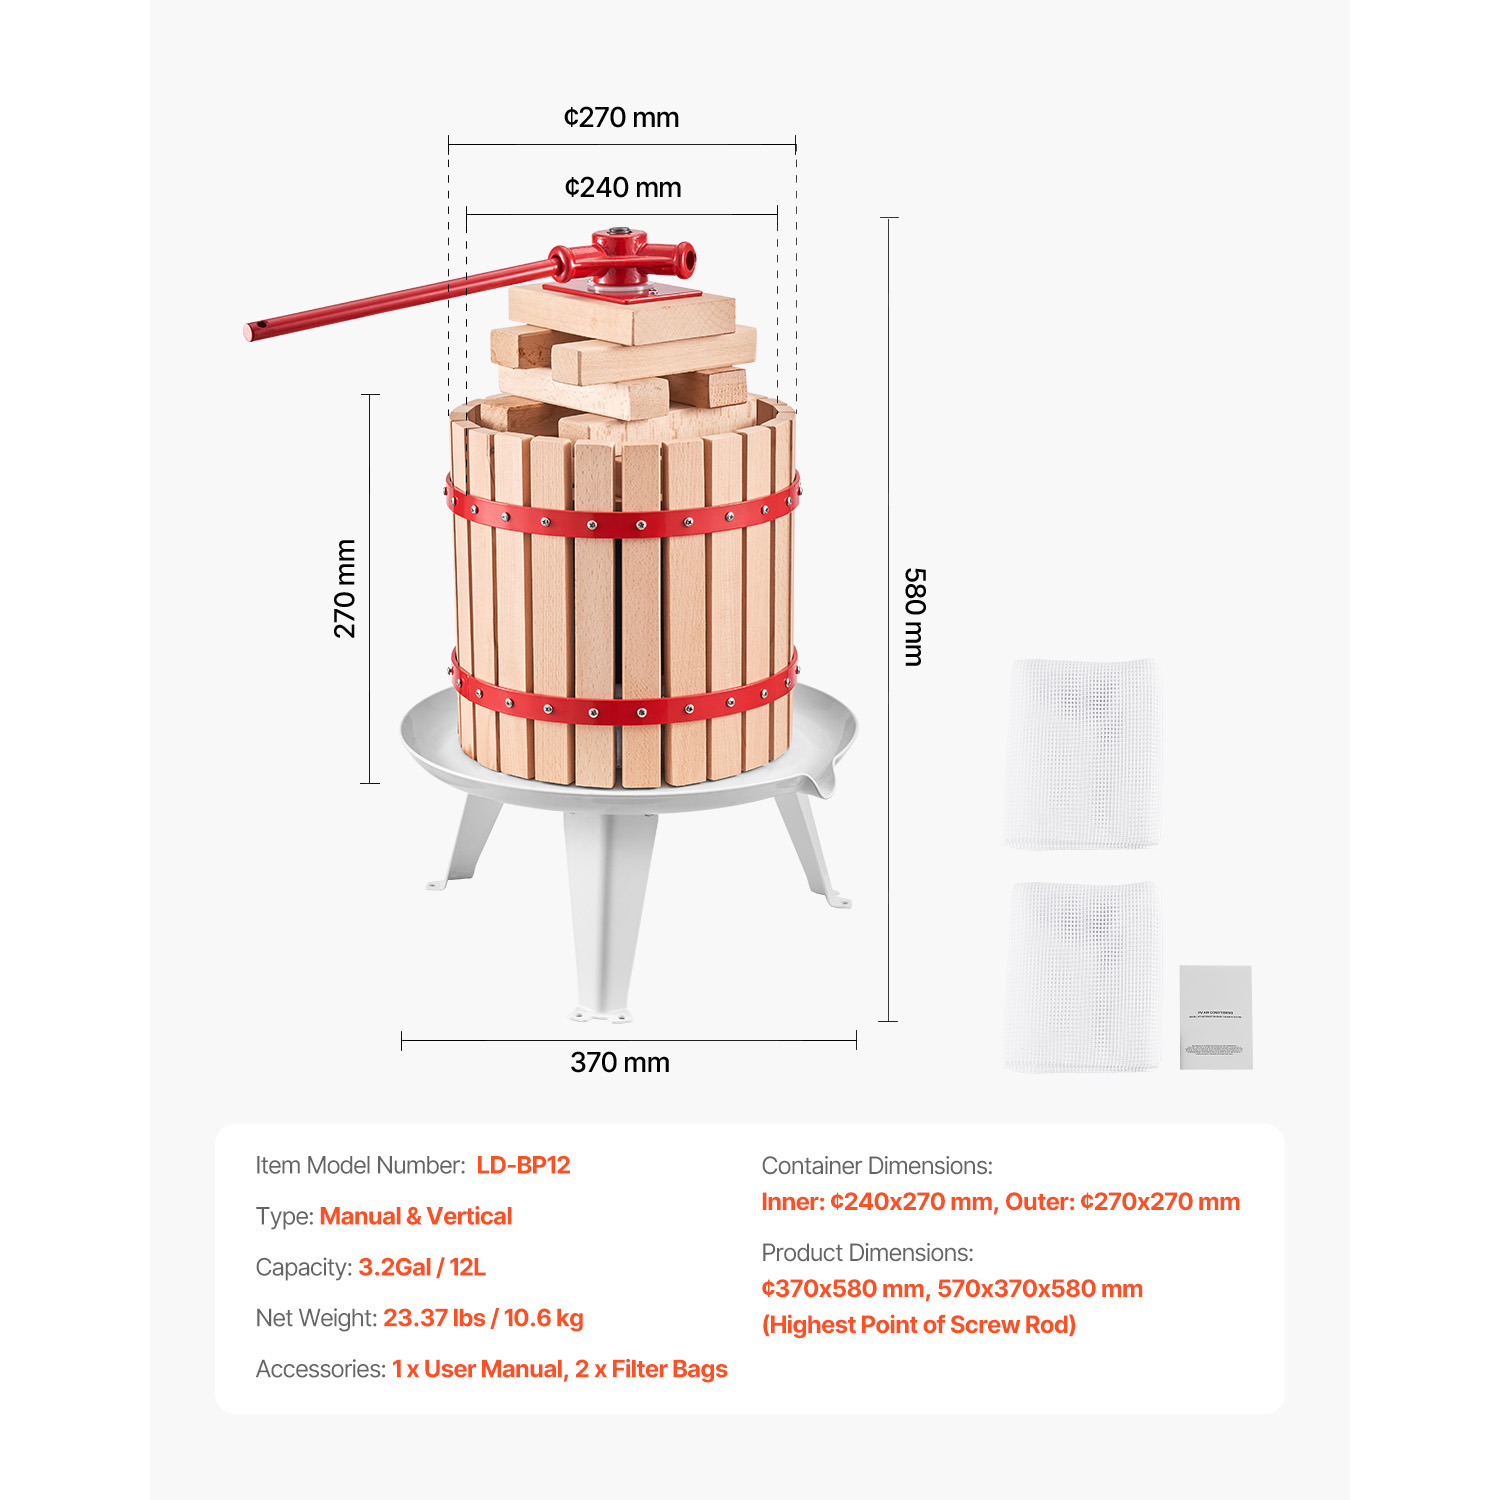 ¢270 mm
¢240 mm
270 mm
580 mm
370 mm
Item Model Number: LD-BP12
Type: Manual & Vertical
Capacity: 3.2Gal / 12L
Net Weight: 23.37 lbs / 10.6 kg
Accessories: 1 x User Manual, 2 x Filter Bags
Container Dimensions:
Inner: ¢240x270 mm, Outer: ¢270x270 mm
Product Dimensions:
¢370x580 mm, 570x370x580 mm
(Highest Point of Screw Rod)